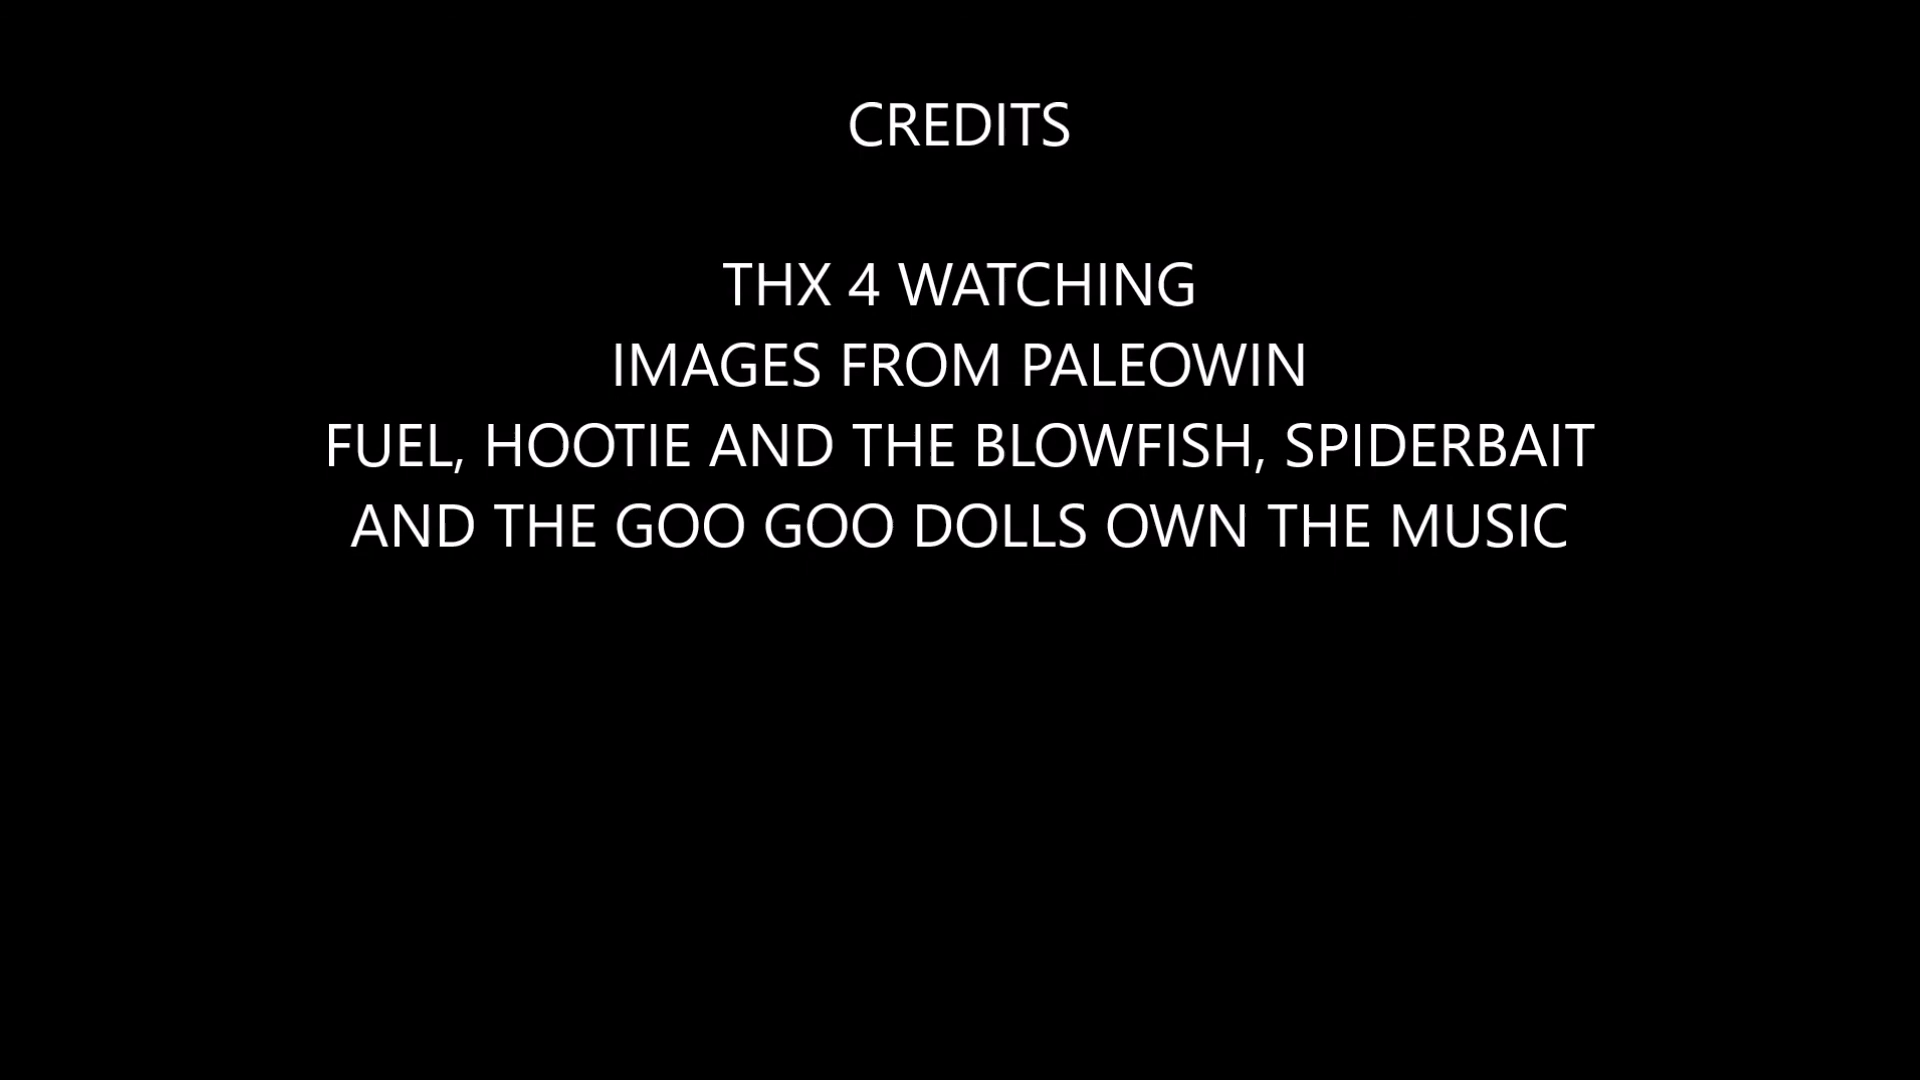 CREDITS
THX 4 WATCHING
IMAGES FROM PALEOWIN
FUEL, HOOTIE AND THE BLOWFISH, SPIDERBAIT
AND THE GOO GOO DOLLS OWN THE MUSIC